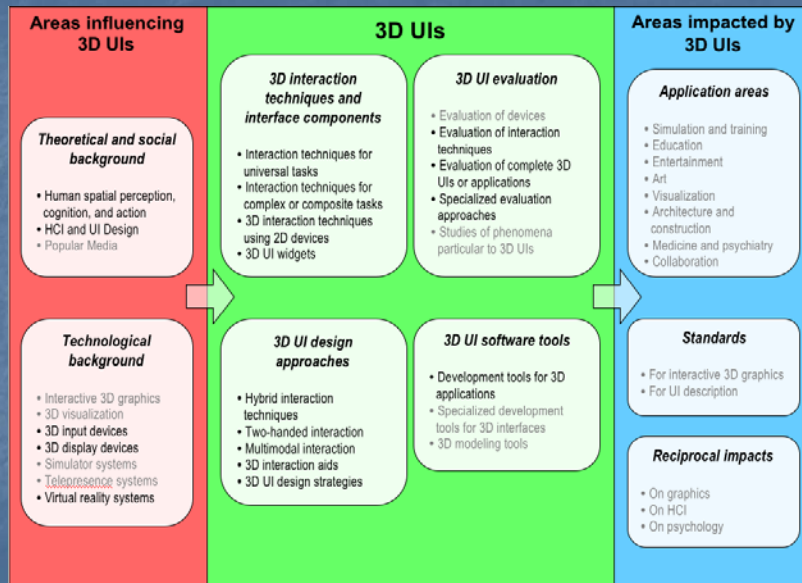 Areas influencing
3D UIs
Theoretical and social
background
• Human spatial perception,
cognition, and action
• HCI and UI Design
• Popular Media
Technological
background
• Interactive 3D graphics
• 3D visualization
• 3D input devices
• 3D display devices
• Simulator systems
• Telepresence systems
• Virtual reality systems
3D UIs
3D interaction
techniques and
interface components
• Interaction techniques for
universal tasks
• Interaction techniques for
complex or composite tasks
• 3D interaction techniques
using 2D devices
• 3D UI widgets
3D UI evaluation
• Evaluation of devices
• Evaluation of interaction
techniques
• Evaluation of complete 3D
UIs or applications
• Specialized evaluation
approaches
• Studies of phenomena
particular to 3D UIs
3D UI design
approaches
• Hybrid interaction
techniques
• Two-handed interaction
• Multimodal interaction
• 3D interaction aids
• 3D UI design strategies
3D UI software tools
• Development tools for 3D
applications
• Specialized development
tools for 3D interfaces
• 3D modeling tools
Areas impacted by
3D UIs
Application areas
• Simulation and training
• Education
• Entertainment
• Art
• Visualization
• Architecture and
construction
• Medicine and psychiatry
• Collaboration
Standards
• For interactive 3D graphics
• For UI description
Reciprocal impacts
• On graphics
• On HCI
• On psychology